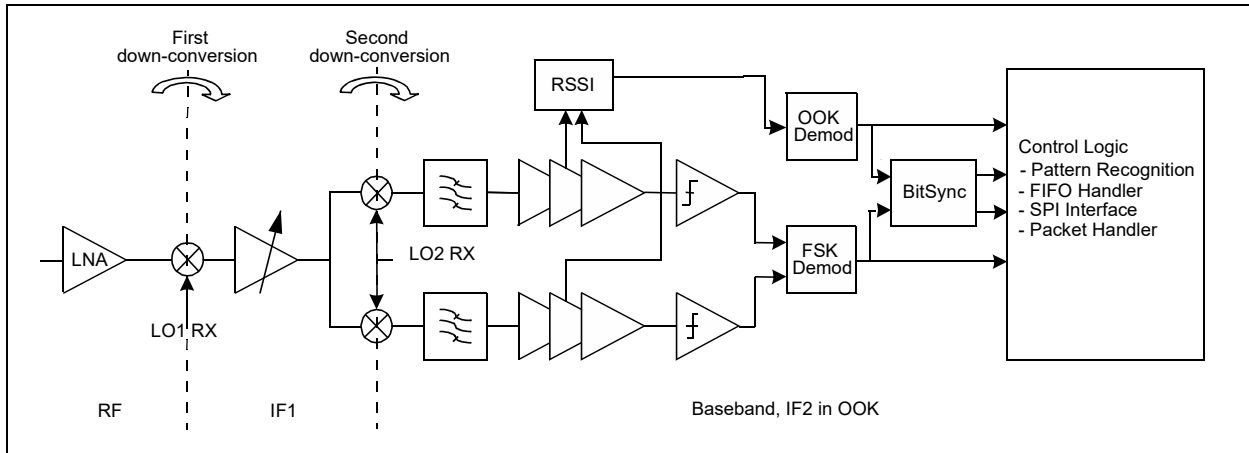 First
down-conversion
Second
down-conversion
RSSI
OOK
Demod
Control Logic
- Pattern Recognition
- FIFO Handler
- SPI Interface
- Packet Handler
BitSync
LNA
LO2 RX
FSK
Demod
LO1 RX
RF
IF1
Baseband, IF2 in OOK